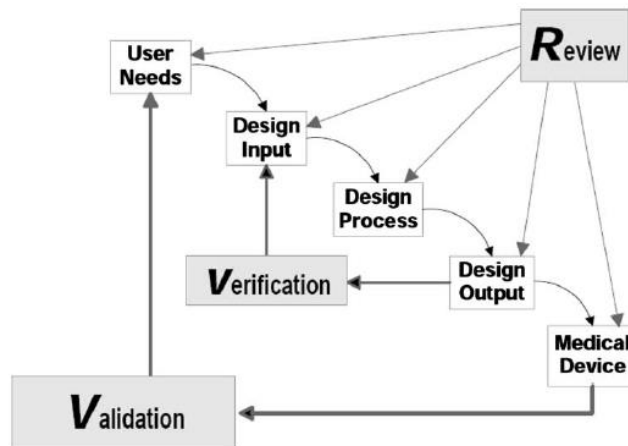 User
Needs
Review
Design
Input
Design
Process
Verification
Design
Output
Medical
Device
Validation